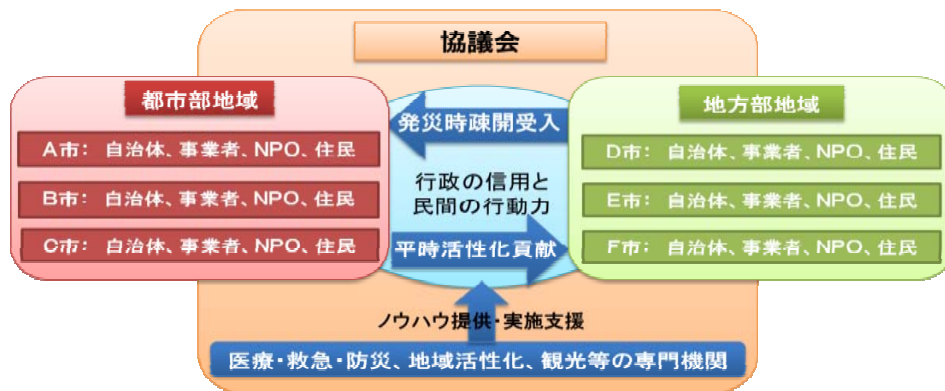 協議会
都市部地域
A市： 自治体、事業者、NPO、住民
B市： 自治体、事業者、NPO、住民
C市： 自治体、事業者、NPO、住民
発災時疎開受入
行政の信用と
民間の行動力
平時活性化貢献
地方部地域
D市： 自治体、事業者、NPO、住民
E市： 自治体、事業者、NPO、住民
F市： 自治体、事業者、NPO、住民
ノウハウ提供・実施支援
医療・救急・防災、地域活性化、観光等の専門機関